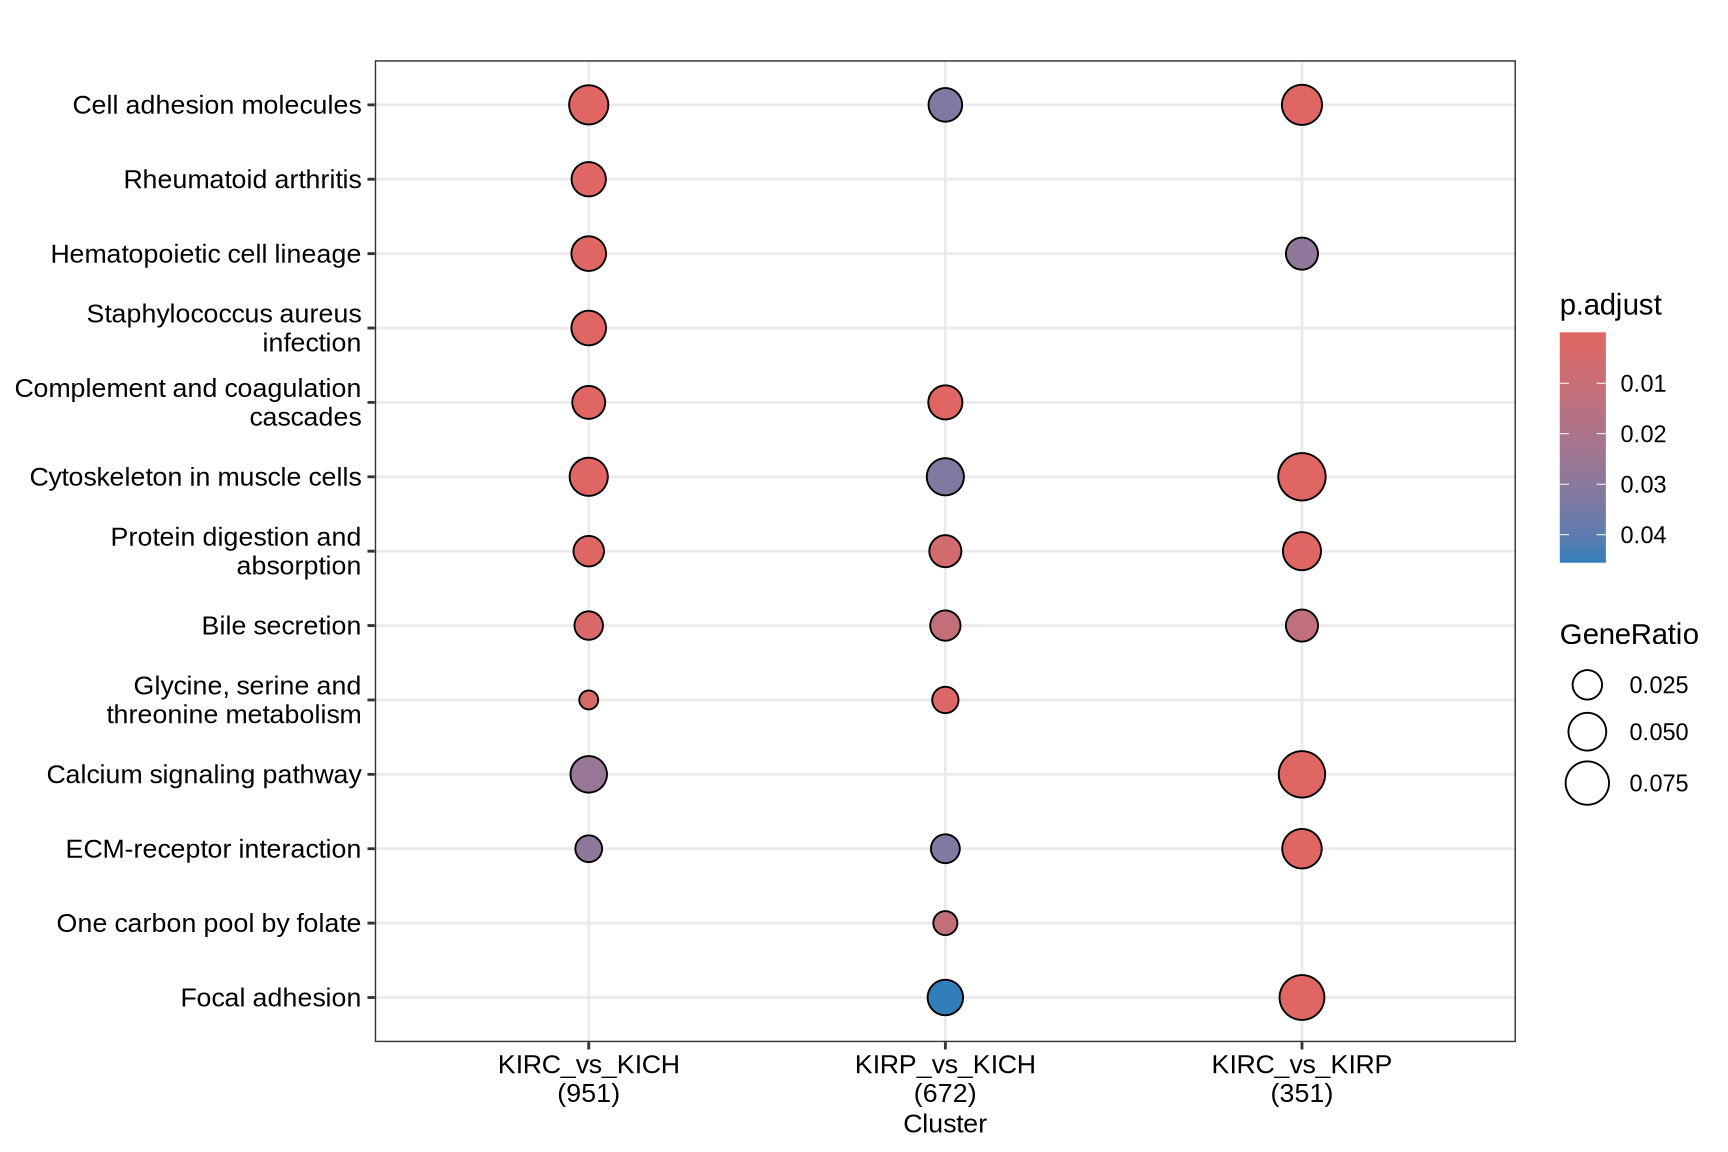 Cell adhesion molecules
Rheumatoid arthritis
Hematopoietic cell lineage
Staphylococcus aureus
infection
Complement and coagulation
cascades
Cytoskeleton in muscle cells
Protein digestion and
absorption
Bile secretion
Glycine, serine and
threonine metabolism
Calcium signaling pathway
ECM-receptor interaction
One carbon pool by folate
Focal adhesion
KIRC_vs_KICH
(951)
KIRP_vs_KICH
(672)
KIRC_vs_KIRP
(351)
Cluster
p.adjust
0.01
0.02
0.03
0.04
GeneRatio
0.025
0.050
0.075